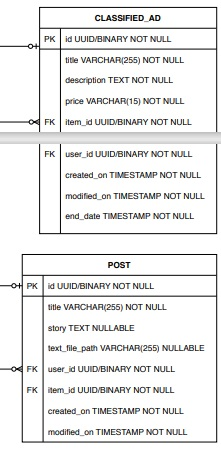 CLASSIFIED_AD
PK id UUID/BINARY NOT NULL
title VARCHAR(255) NOT NULL
description TEXT NOT NULL
price VARCHAR(15) NOT NULL
FK item_id UUID/BINARY NOT NULL
FK user_id UUID/BINARY NOT NULL
created_on TIMESTAMP NOT NULL
modified_on TIMESTAMP NOT NULL
end_date TIMESTAMP NOT NULL
POST
PK id UUID/BINARY NOT NULL
title VARCHAR(255) NOT NULL
story TEXT NULLABLE
text_file_path VARCHAR(255) NULLABLE
FK user_id UUID/BINARY NOT NULL
FK item_id UUID/BINARY NOT NULL
created_on TIMESTAMP NOT NULL
modified_on TIMESTAMP NOT NULL